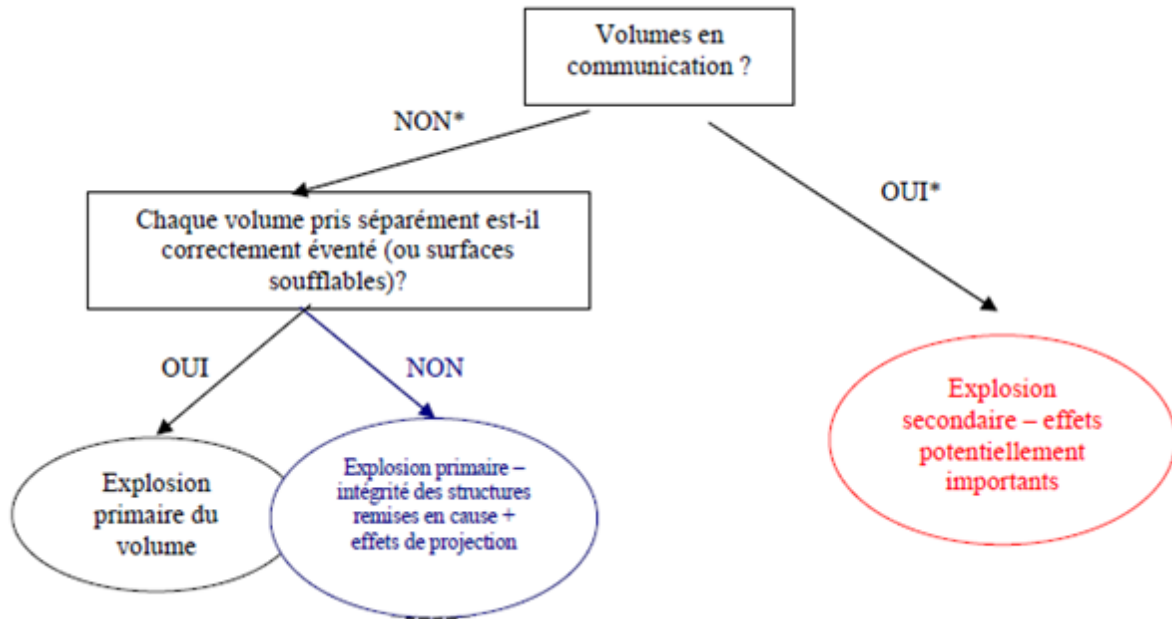 Volumes en
communication ?
NON*
OUI*
Chaque volume pris séparément est-il
correctement éventé (ou surfaces
soufflables)?
OUI
NON
Explosion
primaire du
volume
Explosion primaire –
intégrité des structures
remises en cause +
effets de projection
Explosion
secondaire – effets
potentiellement
importants